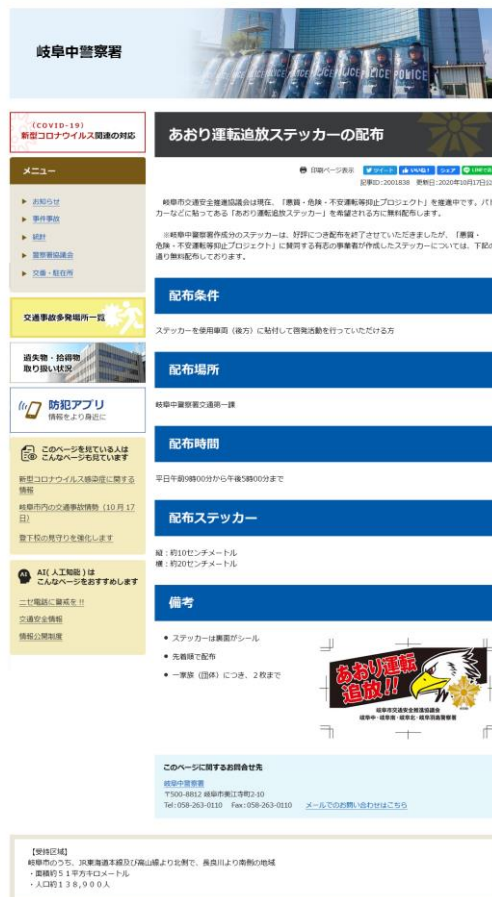 岐阜中警察署
POLICE
(COVID-19)
新型コロナウイルス関連の対応
メニュー
お知らせ
事件事故
統計
警察署協議会
交番・駐在所
交通事故多発場所一覧
遺失物・拾得物
取り扱い状況
防犯アプリ
情報をより身近に
このページを見ている人は
こんなページも見ています
新型コロナウイルス感染症に関する
情報
岐阜市内の交通事故情勢（10月17
日）
登下校の見守りを強化します
AI(人工知能)は
こんなページをおすすめします
ニセ電話に警戒を!!
交通安全情報
情報公開制度
あおり運転追放ステッカーの配布
印刷ページ表示 ツイート いいね！ シェア
記事ID:2001838 更新日:2020年10月17日
岐阜市交通安全推進協議会は現在、「悪質・危険・不安運転等抑止プロジェクト」を推進中です。パ
カーなどに貼ってある「あおり運転追放ステッカー」を希望される方に無料配布します。
※岐阜中警察署作成分のステッカーは、好評につき配布を終了させていただきましたが、「悪質・
危険・不安運転等抑止プロジェクト」に賛同する有志の事業者が作成したステッカーについては、下記の
通り無料配布しております。
配布条件
ステッカーを使用車両（後方）に貼付して啓発活動を行っていただける方
配布場所
岐阜中警察署交通第一課
配布時間
平日午前9時00分から午後5時00分まで
配布ステッカー
縦：約10センチメートル
横：約20センチメートル
備考
ステッカーは裏面がシール
先着順で配布
一家族（団体）につき、2枚まで
あおり運転
追放!!
岐阜市交通安全推進協議会
岐阜中・岐阜南・岐阜北・岐阜羽島警察署
このページに関するお問合せ先
岐阜中警察署
〒500-8812 岐阜市東江寺町2-10
Tel:058-263-0110 Fax:058-263-0110 メールでのお問い合わせはこちら
【受持区域】
岐阜市のうち、JR東海道本線及び高山線より北側で、長良川より南側の地域
・面積約51平方キロメートル
・人口約138,900人